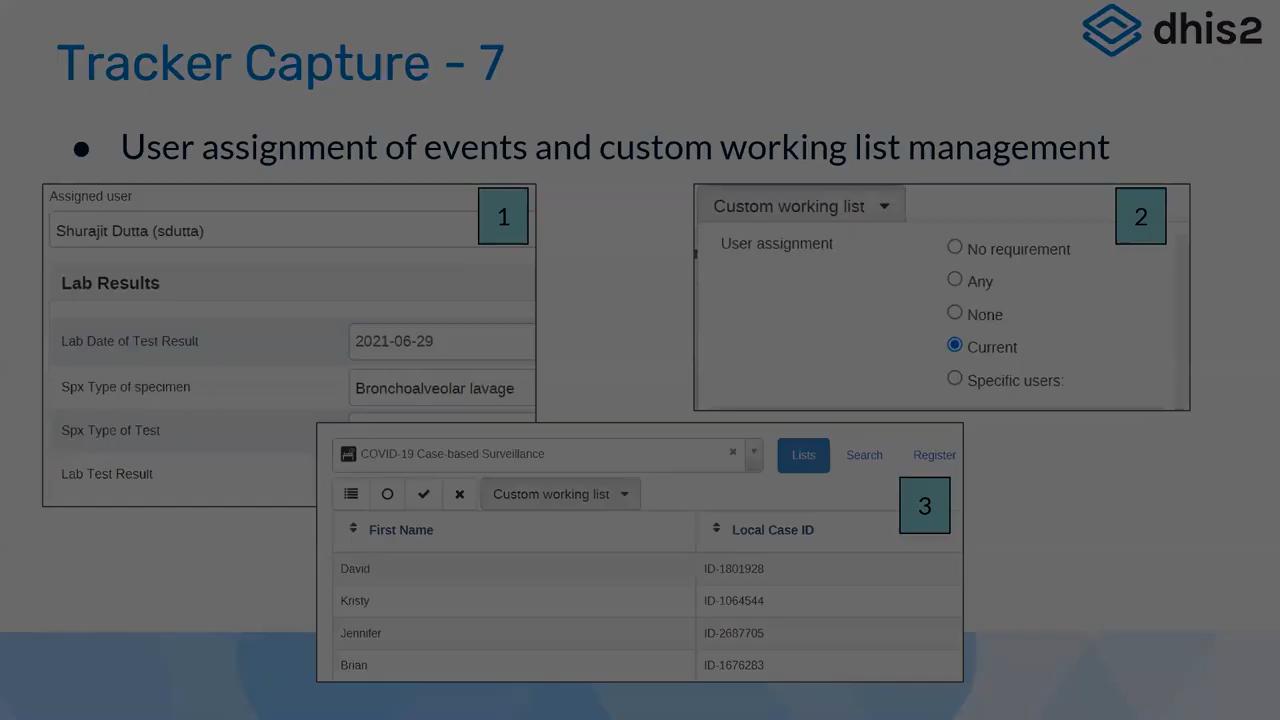 dhis2
Tracker Capture - 7
● User assignment of events and custom working list management
Assigned user
1
Shurajit Dutta (sdutta)
Lab Results
Lab Date of Test Result 2021-06-29
Spx Type of specimen Bronchoalveolar lavage
Spx Type of Test
Lab Test Result
Custom working list
2
User assignment
No requirement
Any
None
Current
Specific users:
COVID-19 Case-based Surveillance Lists Search Register
Custom working list
3
First Name Local Case ID
David ID-1801928
Kristy ID-1064544
Jennifer ID-2687705
Brian ID-1676283